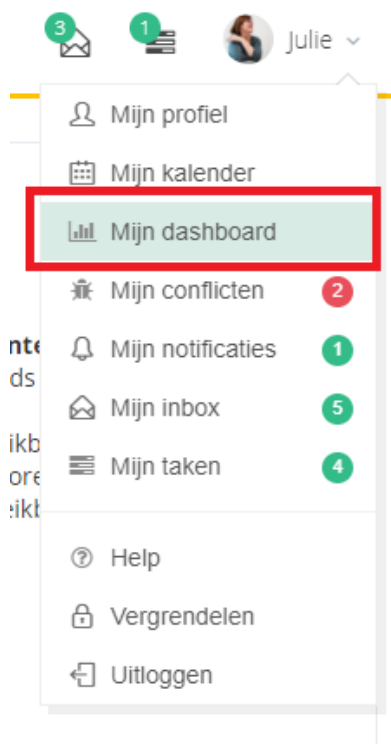 3
1
Julie
Mijn profiel
Mijn kalender
Mijn dashboard
Mijn conflicten 2
Mijn notificaties 1
ds
Mijn inbox 5
Mijn taken 4
Help
Vergrendelen
Uitloggen